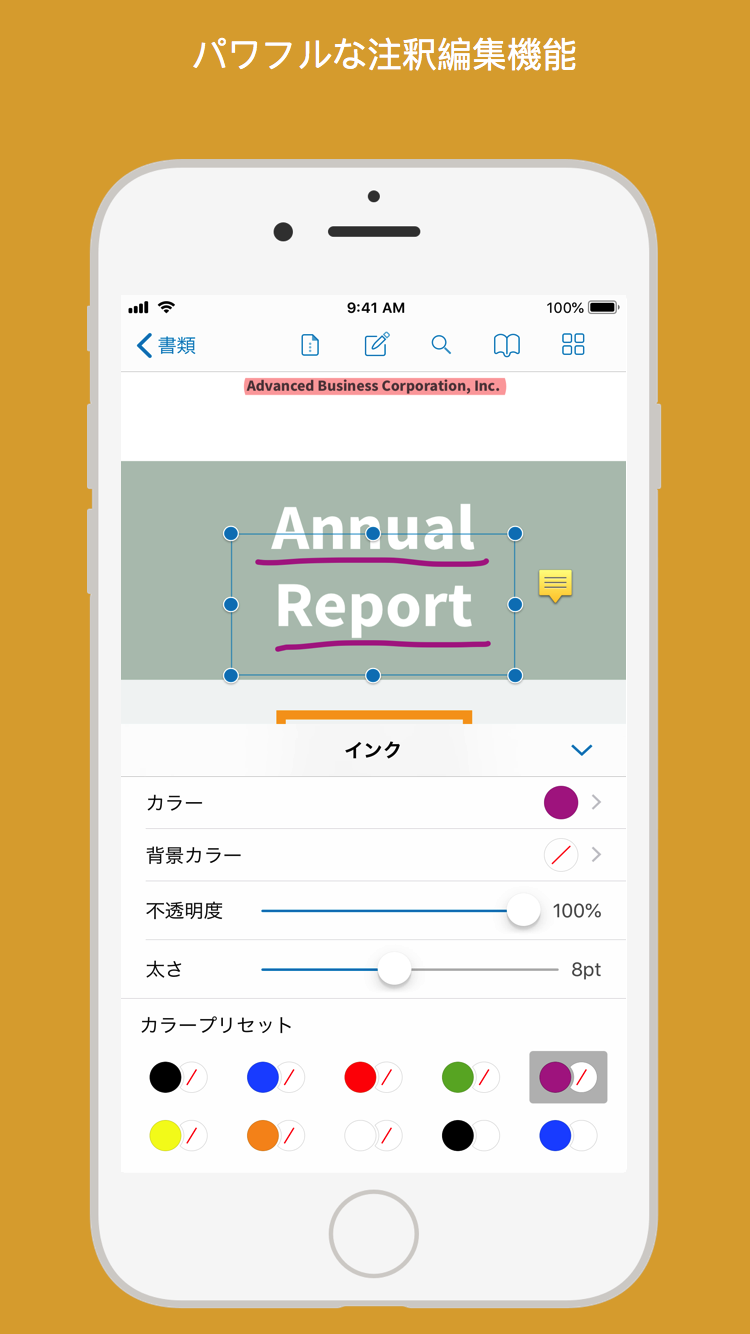 パワフルな注釈編集機能
9:41 AM
100%
書類
Advanced Business Corporation, Inc.
Annual
Report
インク
カラー
背景カラー
不透明度
100%
太さ
8pt
カラープリセット